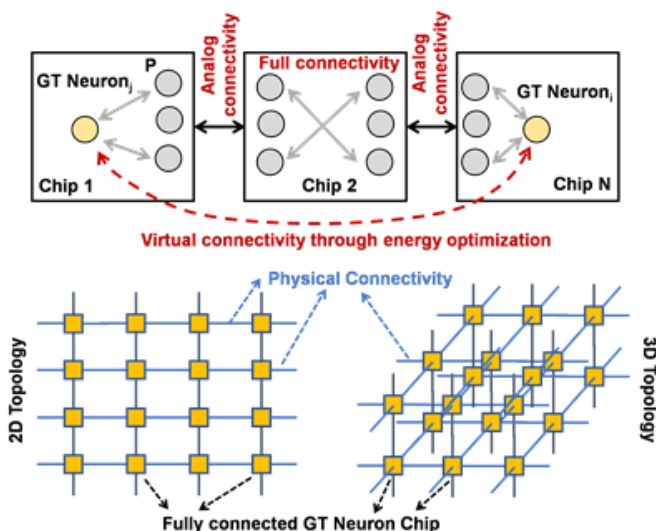 P
GT Neuronj
Chip 1
Analog
connectivity
Full connectivity
Chip 2
Analog
connectivity
GT Neuroni
Chip N
Virtual connectivity through energy optimization
Physical Connectivity
2D Topology
3D Topology
Fully connected GT Neuron Chip